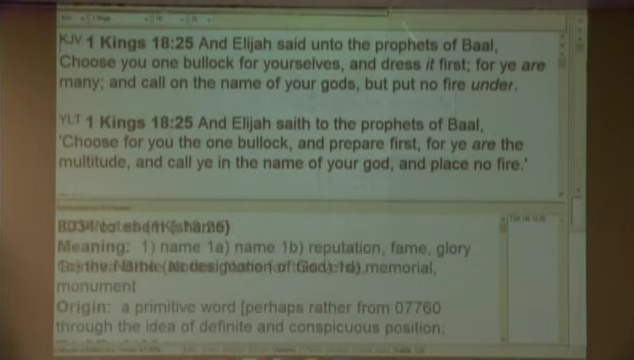 KJV 1 Kings 18:25 And Elijah said unto the prophets of Baal,
Choose you one bullock for yourselves, and dress it first; for ye are
many; and call on the name of your gods, but put no fire under.
YLT 1 Kings 18:25 And Elijah saith to the prophets of Baal,
'Choose for you the one bullock, and prepare first, for ye are the
multitude, and call ye in the name of your god, and place no fire.'
Meaning: 1) name 1a) name 1b) reputation, fame, glory
memorial,
monument
Origin: a primitive word [perhaps rather from 07760
through the idea of definite and conspicuous position;